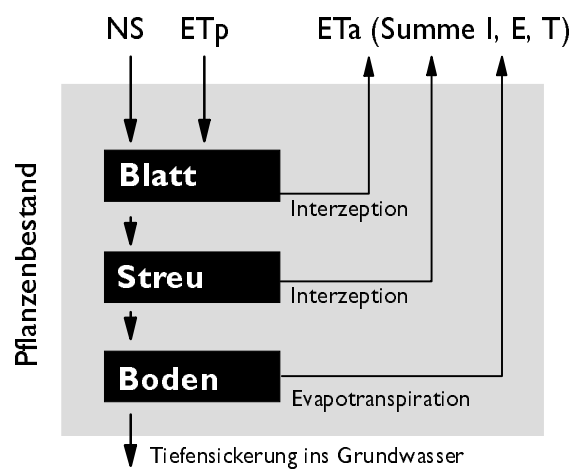 NS ETp ETa (Summe I, E, T)
Pflanzenbestand
Blatt
Interzeption
Streu
Interzeption
Boden
Evapotranspiration
Tiefensickerung ins Grundwasser